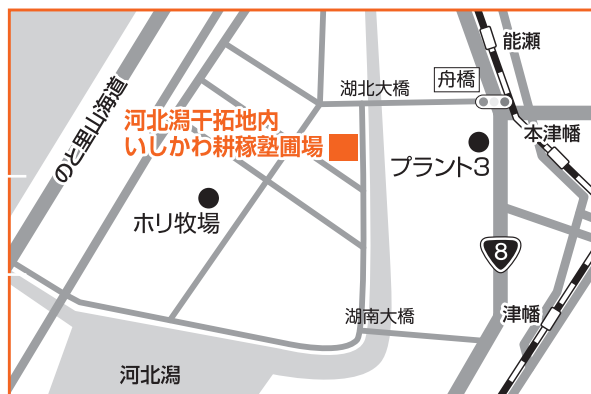 能瀬
舟橋
湖北大橋
のと里山海道
河北潟干拓地内
いしかわ耕稼塾圃場
本津幡
プラント3
ホリ牧場
8
湖南大橋
津幡
河北潟